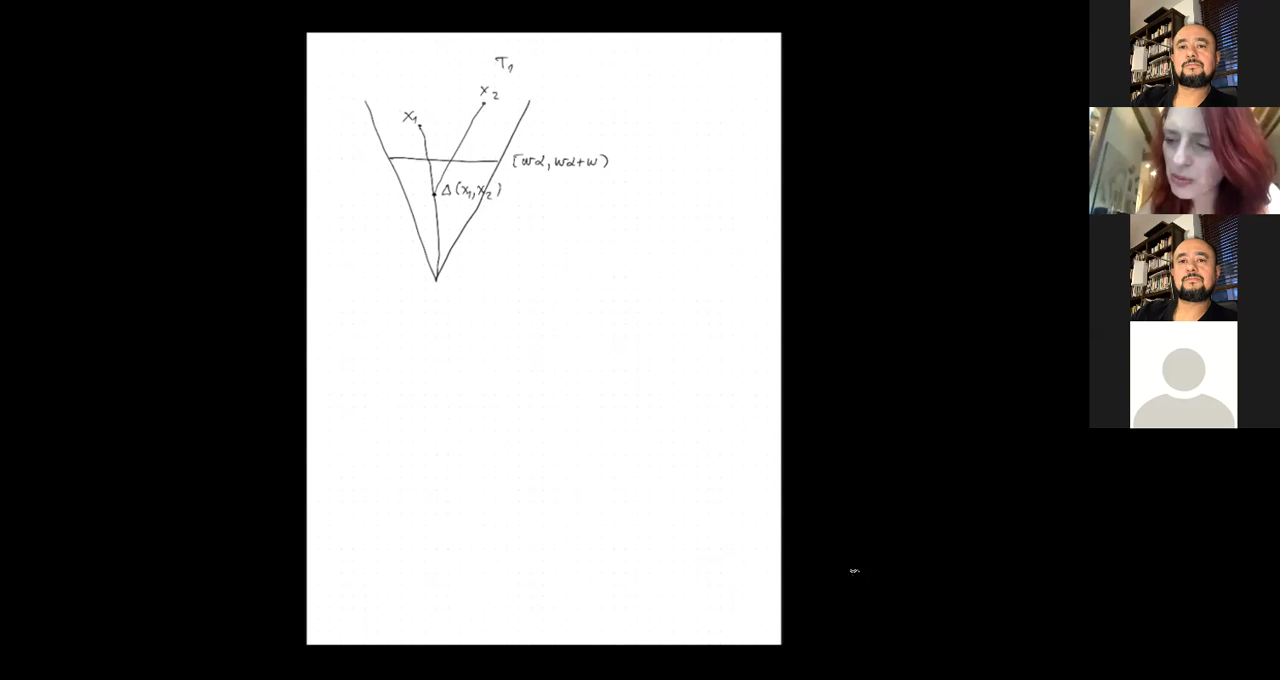 T₁
x₂
x₁
[ωα, ωα+ω)
Δ(x₁,x₂)